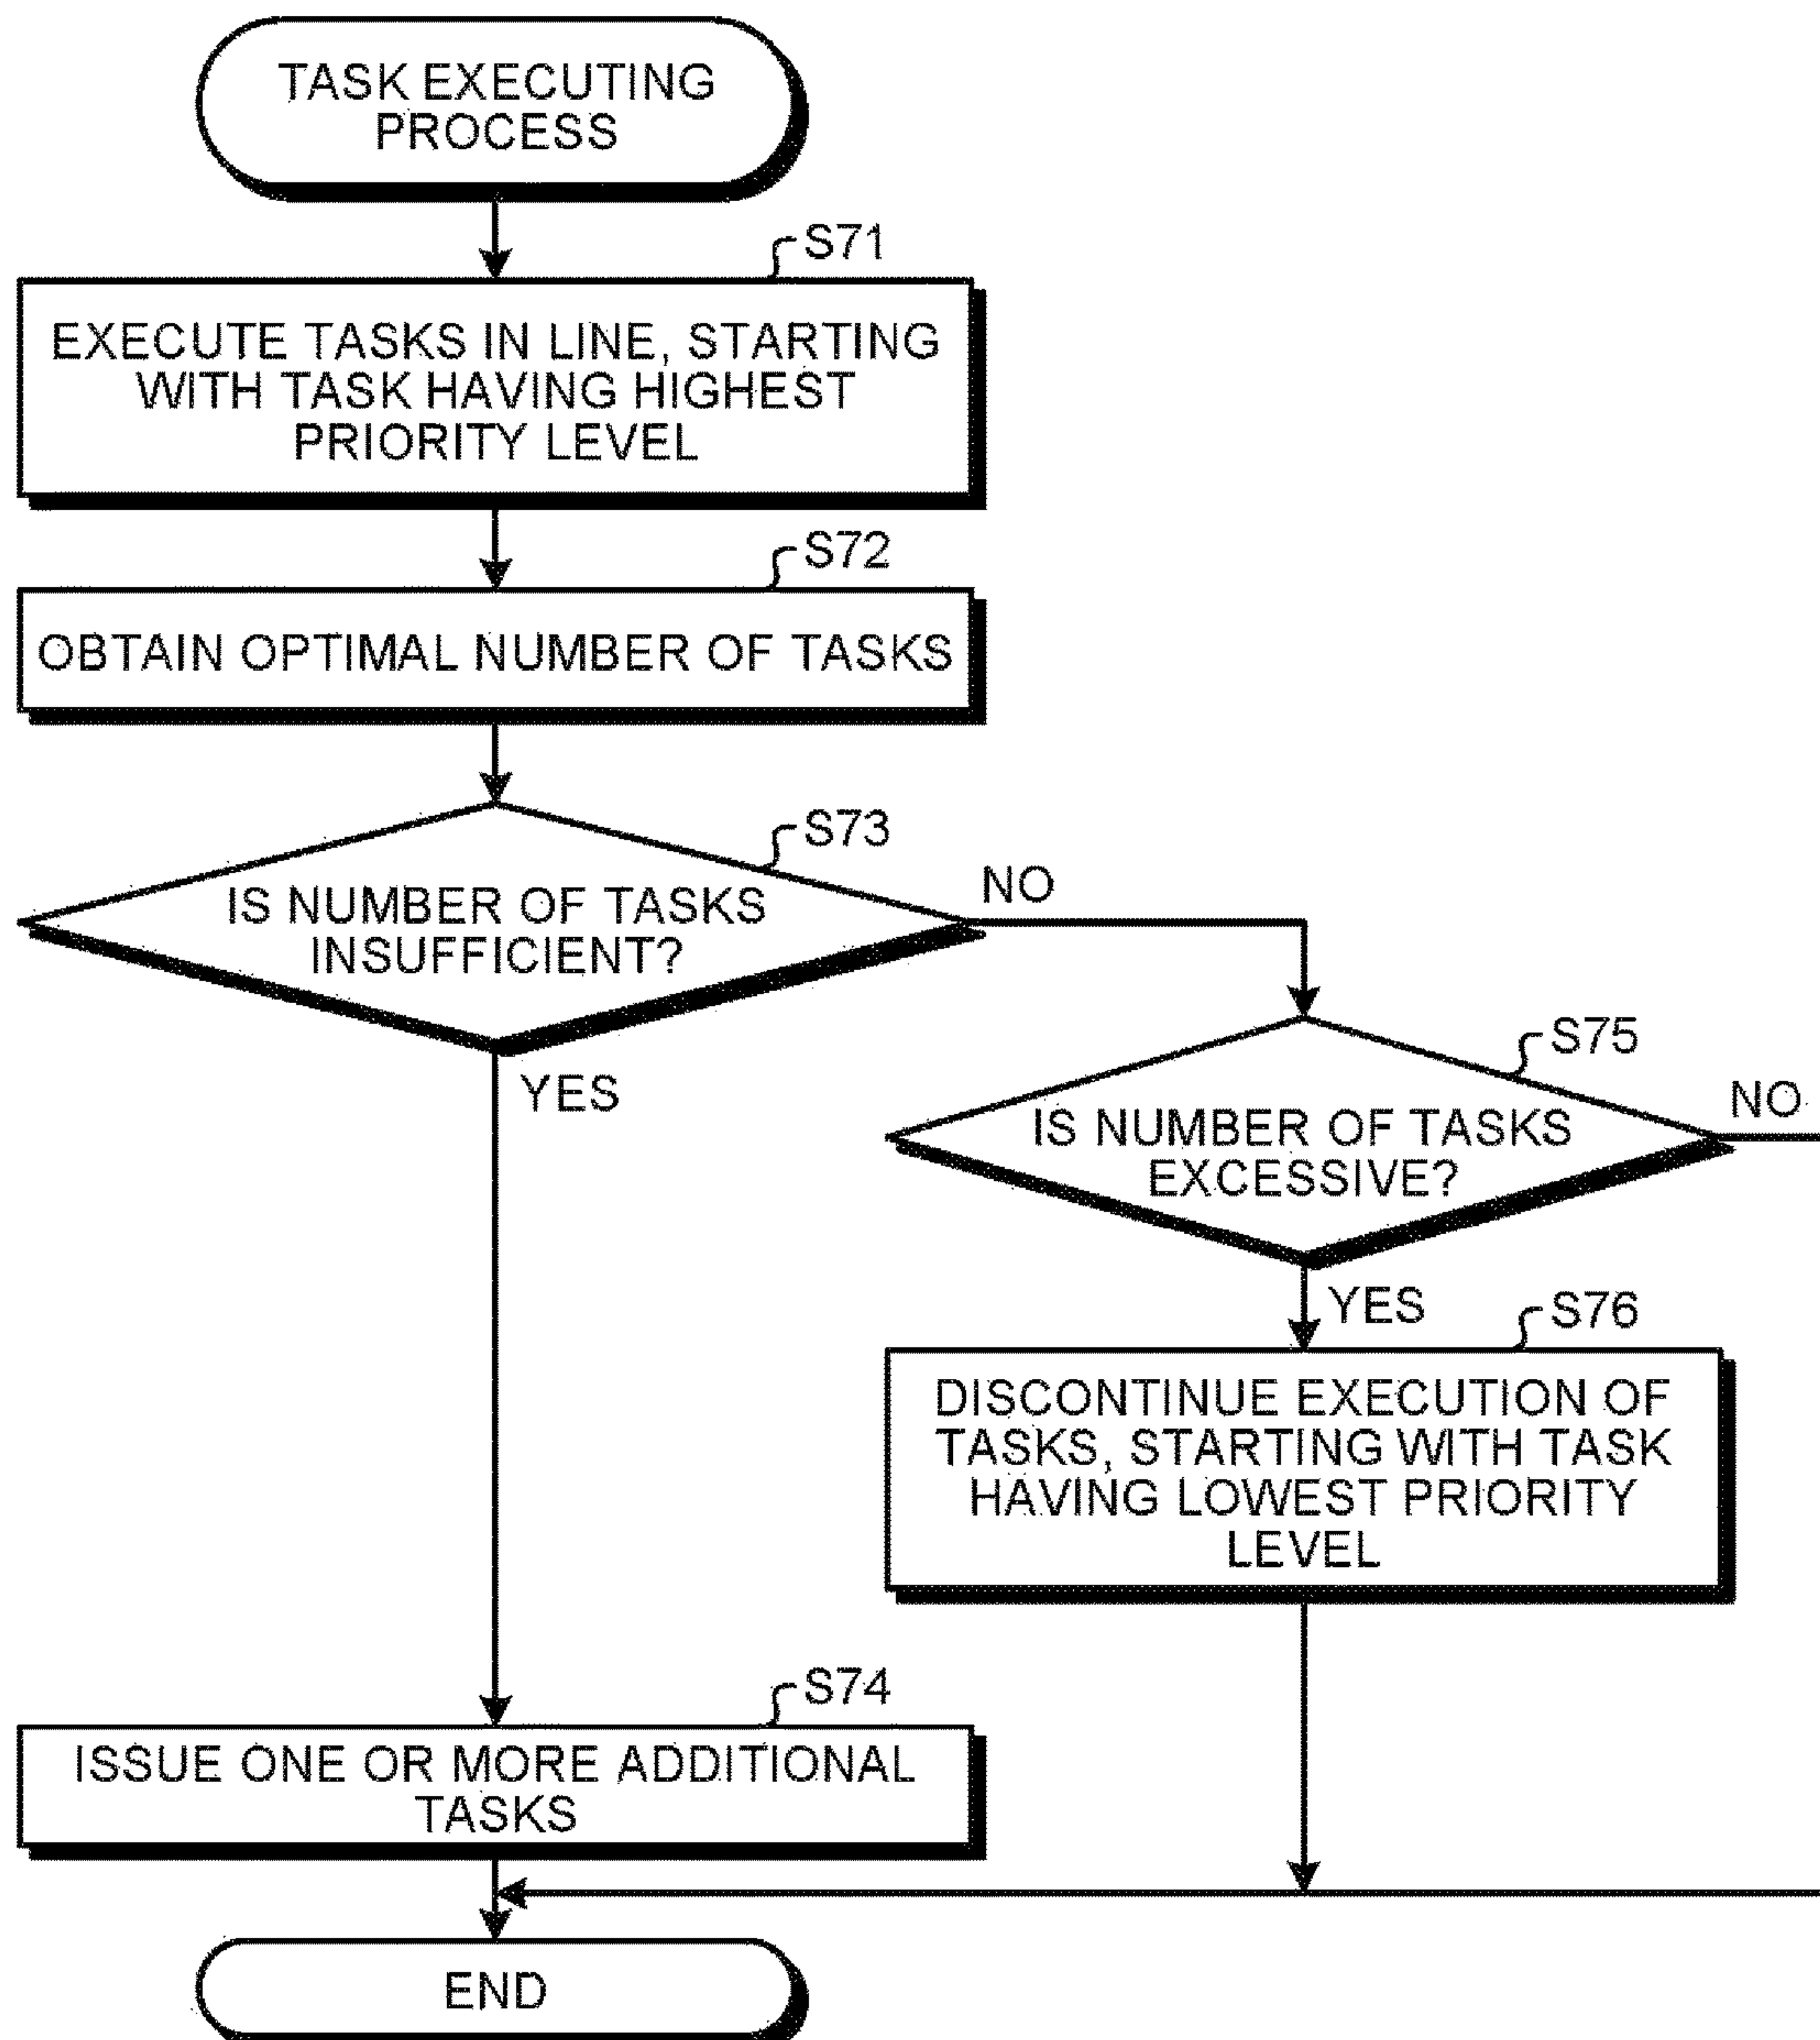 TASK EXECUTING
PROCESS
S71
EXECUTE TASKS IN LINE, STARTING
WITH TASK HAVING HIGHEST
PRIORITY LEVEL
S72
OBTAIN OPTIMAL NUMBER OF TASKS
S73
IS NUMBER OF TASKS
INSUFFICIENT?
NO
YES
S75
IS NUMBER OF TASKS
EXCESSIVE?
NO
YES
S76
DISCONTINUE EXECUTION OF
TASKS, STARTING WITH TASK
HAVING LOWEST PRIORITY
LEVEL
S74
ISSUE ONE OR MORE ADDITIONAL
TASKS
END